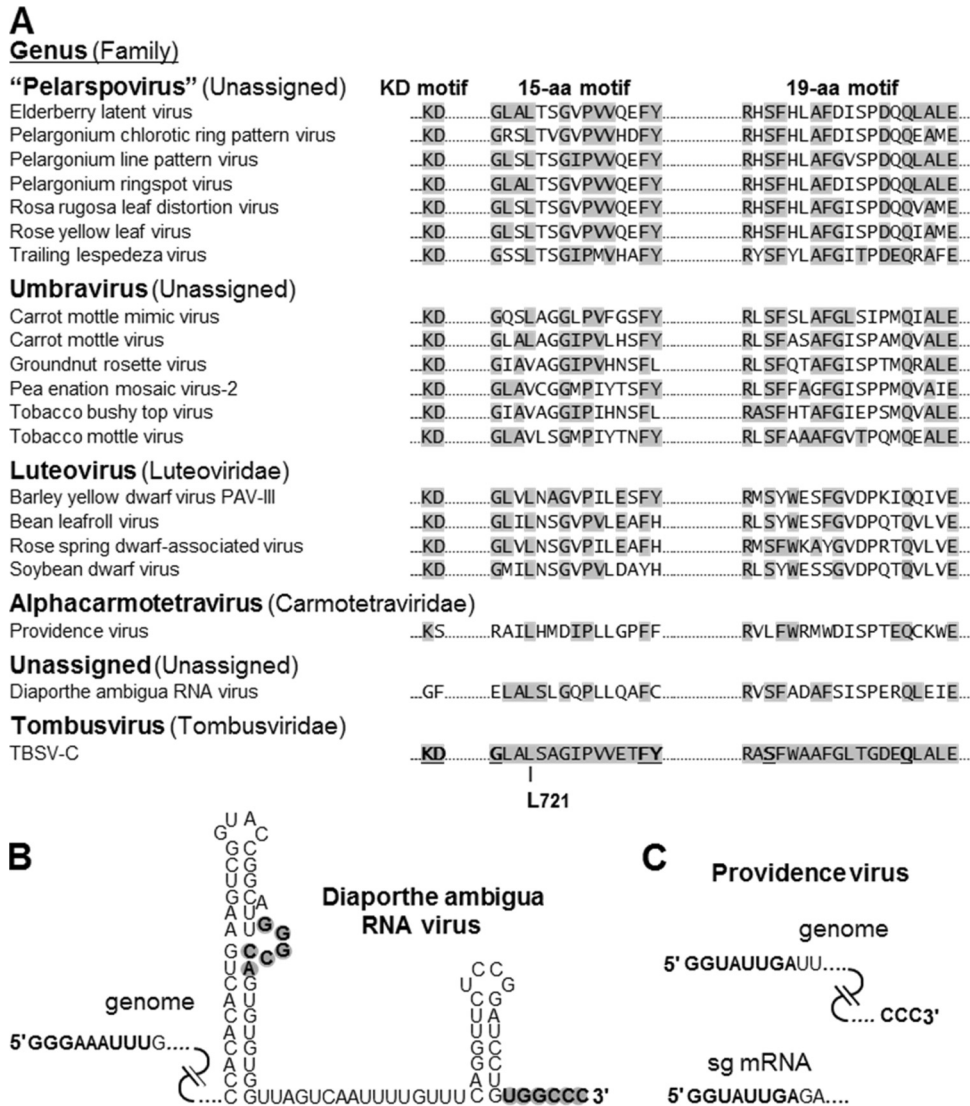 A
Genus (Family)
"Pelarspovirus" (Unassigned) KD motif 15-aa motif 19-aa motif
Elderberry latent virus ...KD..........GLALTSGVPVVQEFY....................RHSFHLAFDISPDQQLALE...
Pelargonium chlorotic ring pattern virus ...KD..........GRSLTVGVPVVHDFY....................RHSFHLAFDISPDQQEAME...
Pelargonium line pattern virus ...KD..........GLSLTSGIPVVQEFY....................RHSFHLAFGVSPDQQLALE...
Pelargonium ringspot virus ...KD..........GLALTSGVPVVQEFY....................RHSFHLAFDISPDQQLALE...
Rosa rugosa leaf distortion virus ...KD..........GLSLTSGVPVVQEFY....................RHSFHLAFGISPDQQVAME...
Rose yellow leaf virus ...KD..........GLSLTSGVPVVQEFY....................RHSFHLAFGISPDQQIAME...
Trailing lespedeza virus ...KD..........GSSLTSGIPMVHAFY....................RYSFYLAFGITPDEQRAFE...
Umbravirus (Unassigned)
Carrot mottle mimic virus ...KD..........GQSLAGGLPVFGSFY....................RLSFSLAFGLSIPMQIALE...
Carrot mottle virus ...KD..........GLALAGGIPVLHSFY....................RLSFASAFGISPAMQVALE...
Groundnut rosette virus ...KD..........GIAVAGGIPVHNSFL....................RLSFQTAFGISPTMQRALE...
Pea enation mosaic virus-2 ...KD..........GLAVCGGMPIYTSFY....................RLSFFAGFGISPPMQVAIE...
Tobacco bushy top virus ...KD..........GIAVAGGIPIHNSFL....................RASFHTAFGIEPSMQVALE...
Tobacco mottle virus ...KD..........GLAVLSGMPIYTNFY....................RLSFAAAFGVTPQMQEALE...
Luteovirus (Luteoviridae)
Barley yellow dwarf virus PAV-III ...KD..........GLVLNAGVPILESFY....................RMSYWESFGVDPKIQQIVE...
Bean leafroll virus ...KD..........GLILNSGVPVLEAFH....................RLSYWESFGVDPQTQVLVE...
Rose spring dwarf-associated virus ...KD..........GLVLNSGVPILEAFH....................RMSFWKAYGVDPRTQVLVE...
Soybean dwarf virus ...KD..........GMILNSGVPVLDAYH....................RLSYWESSGVDPQTQVLVE...
Alphacarmotetravirus (Carmotetraviridae)
Providence virus ...KS..........RAILHMDIPLLGPFF....................RVLFWRMWDISPTEQCKWE...
Unassigned (Unassigned)
Diaporthe ambigua RNA virus ...GF..........ELALSLGQPLLQAFC....................RVSFADAFSISPERQLEIE...
Tombusvirus (Tombusviridae)
TBSV-C ...KD..........GLALSAGIPVVETFY....................RASFWAAFGLTGDEQLALE...
L721
B
Diaporthe ambigua
RNA virus
genome
5'GGGAAAUUUG....
....CCACACACUGUUAGUCAAUUUUGUUUCUGGCCC 3'
C
Providence virus
genome
5' GGUAUUGAUU....
.... CCC3'
sg mRNA
5' GGUAUUGAGA....